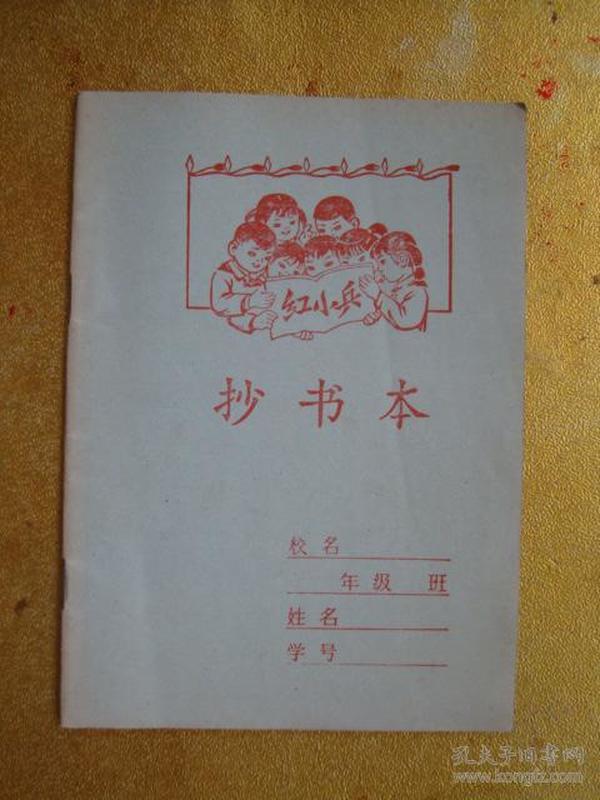 红小兵
抄书本
校名
年级 班
姓名
学号
孔夫子旧书网
www.kongfz.com